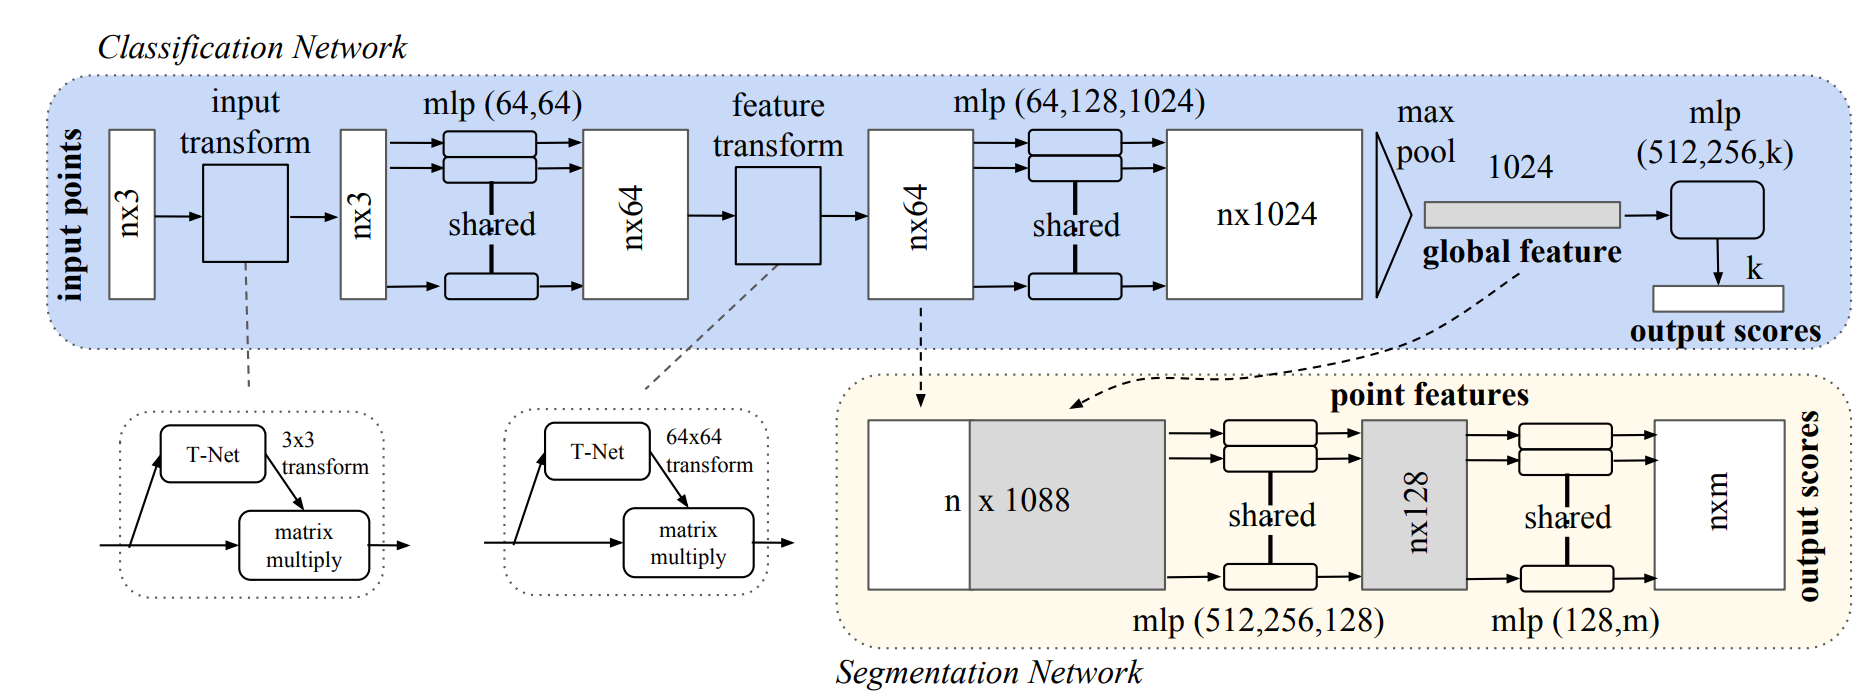 Classification Network
input points
nx3
input
transform
nx3
mlp (64,64)
shared
nx64
feature
transform
nx64
mlp (64,128,1024)
shared
nx1024
max
pool
1024
global feature
mlp
(512,256,k)
k
output scores
T-Net
3x3
transform
matrix
multiply
T-Net
64x64
transform
matrix
multiply
point features
n x 1088
shared
mlp (512,256,128)
nx128
shared
mlp (128,m)
nxm
output scores
Segmentation Network